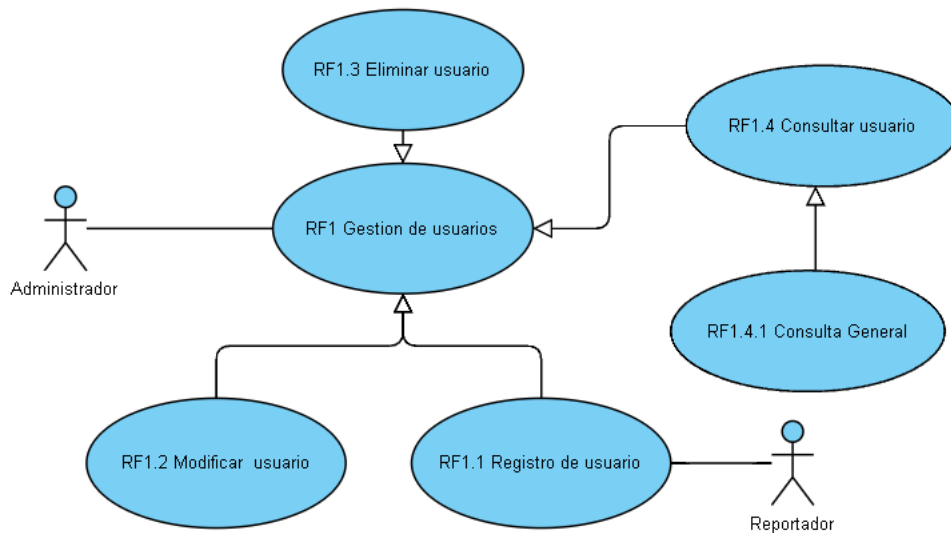 RF1.3 Eliminar usuario
RF1.4 Consultar usuario
RF1 Gestion de usuarios
Administrador
RF1.4.1 Consulta General
RF1.2 Modificar  usuario
RF1.1 Registro de usuario
Reportador